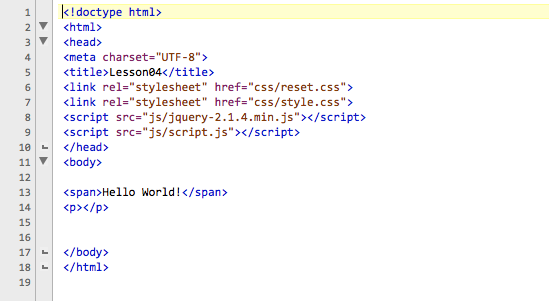 1 <!doctype html>
2 <html>
3 <head>
4 <meta charset="UTF-8">
5 <title>Lesson04</title>
6 <link rel="stylesheet" href="css/reset.css">
7 <link rel="stylesheet" href="css/style.css">
8 <script src="js/jquery-2.1.4.min.js"></script>
9 <script src="js/script.js"></script>
10 </head>
11 <body>
12
13 <span>Hello World!</span>
14 <p></p>
15
16
17 </body>
18 </html>
19